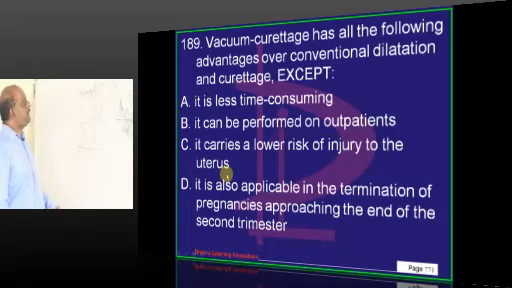 189. Vacuum-curettage has all the following
advantages over conventional dilatation
and curettage, EXCEPT:
A. it is less time-consuming
B. it can be performed on outpatients
C. it carries a lower risk of injury to the
uterus
D. it is also applicable in the termination of
pregnancies approaching the end of the
second trimester
Page 771